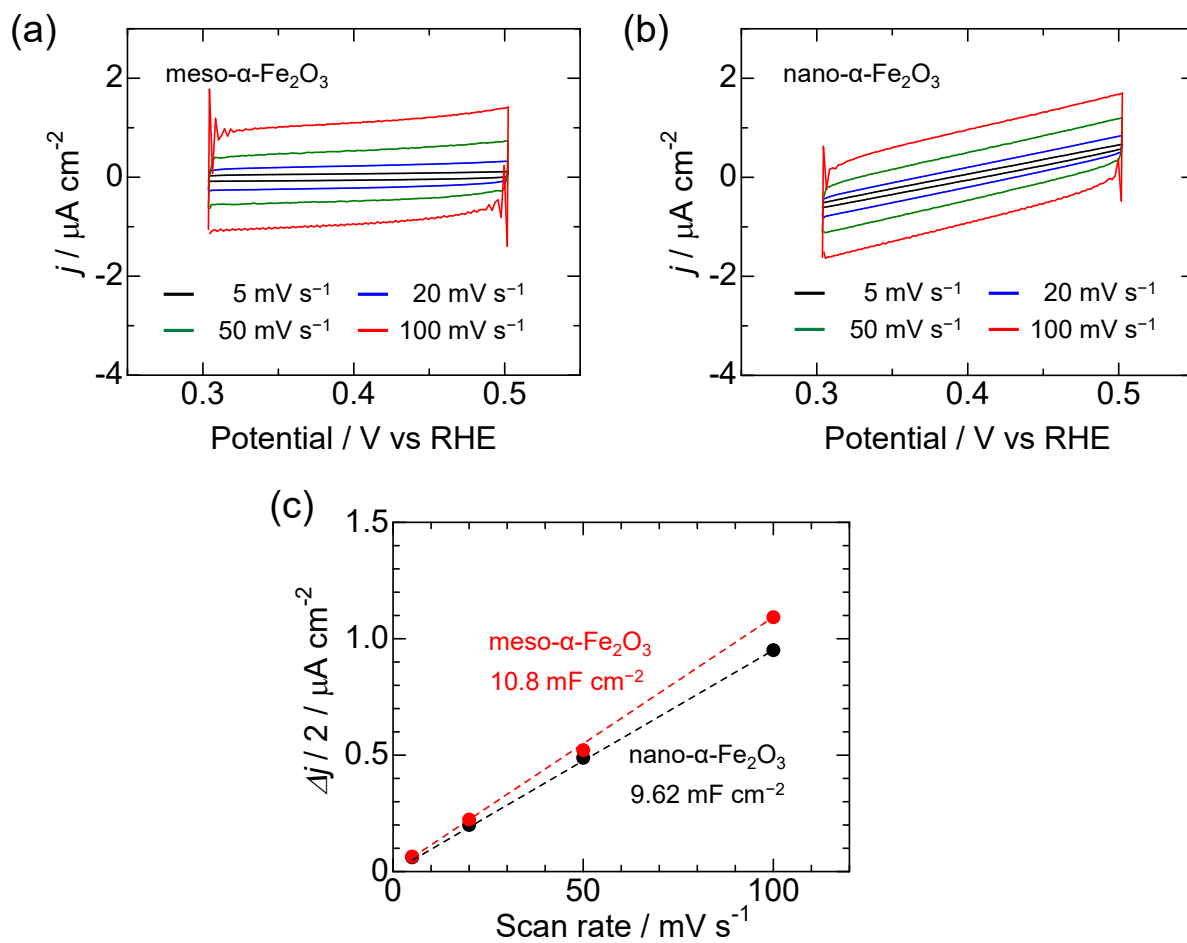 (a)
meso-α-Fe₂O₃
2
0
-2
-4
j / μA cm⁻²
5 mV s⁻¹
20 mV s⁻¹
50 mV s⁻¹
100 mV s⁻¹
0.3
0.4
0.5
Potential / V vs RHE
(b)
nano-α-Fe₂O₃
2
0
-2
-4
j / μA cm⁻²
5 mV s⁻¹
20 mV s⁻¹
50 mV s⁻¹
100 mV s⁻¹
0.3
0.4
0.5
Potential / V vs RHE
(c)
1.5
1.0
0.5
0
Δj / 2 / μA cm⁻²
meso-α-Fe₂O₃
10.8 mF cm⁻²
nano-α-Fe₂O₃
9.62 mF cm⁻²
0
50
100
Scan rate / mV s⁻¹